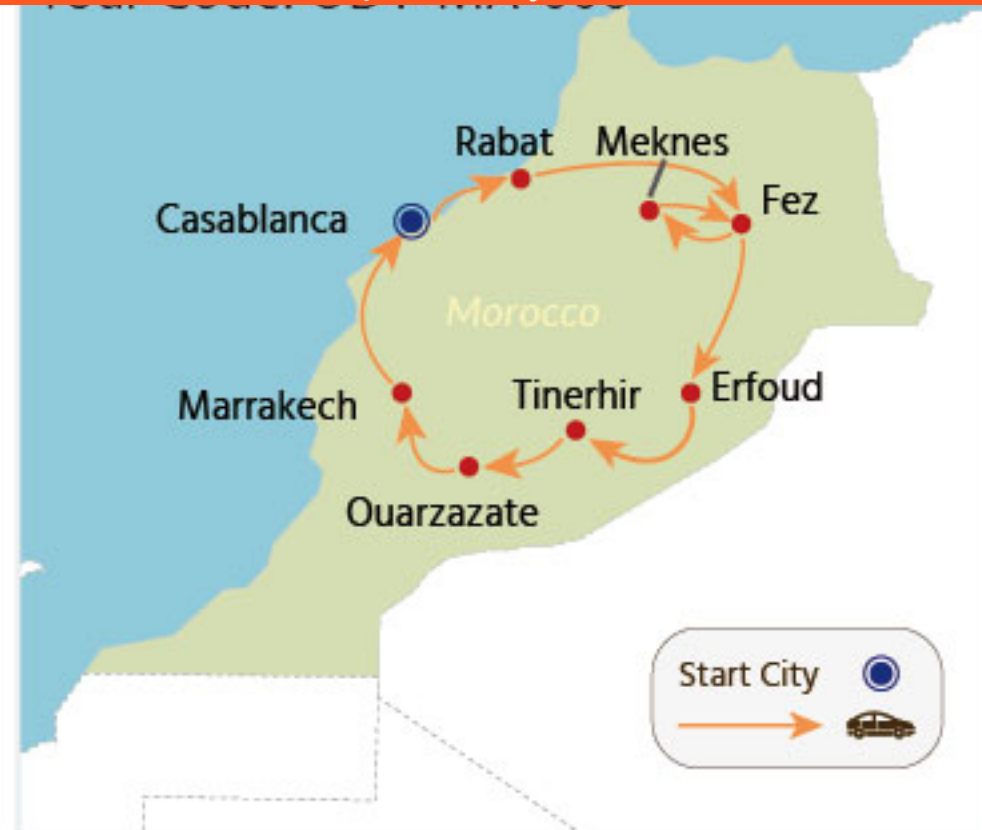 Rabat
Meknes
Casablanca
Fez
Morocco
Marrakech
Tinerhir
Erfoud
Ouarzazate
Start City